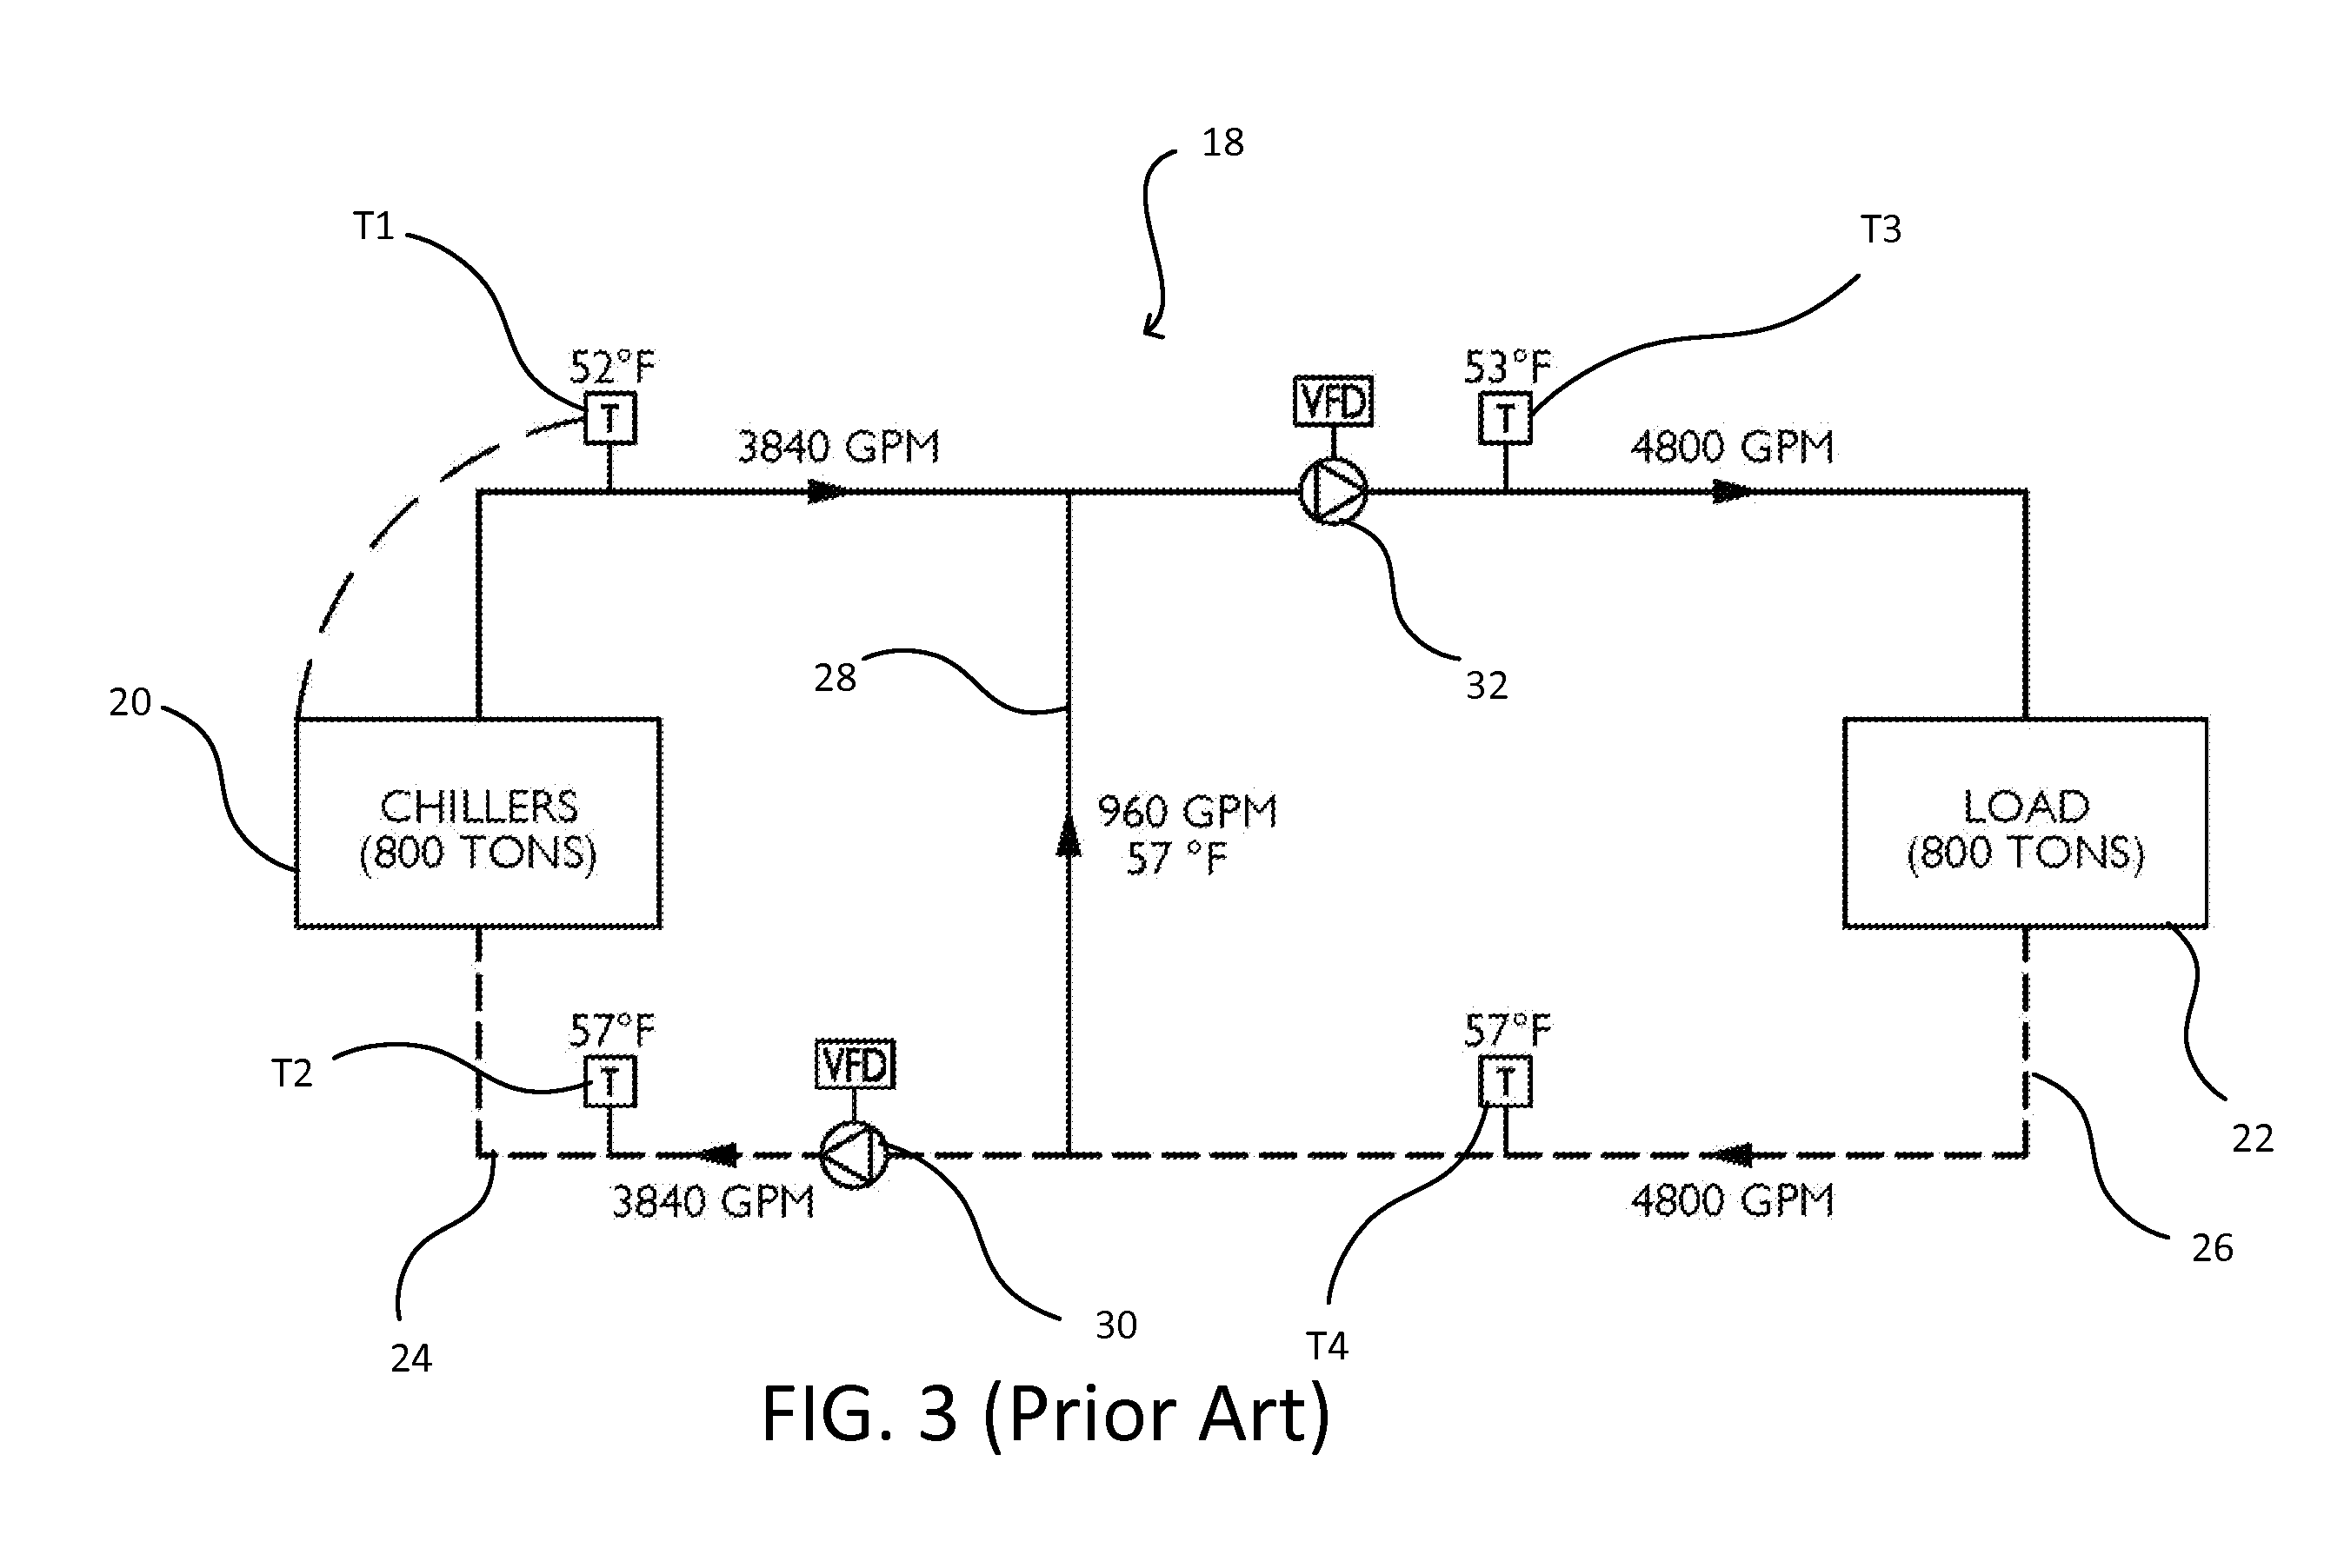 18
T1
T3
52°F
53°F
T
VFD
T
3840 GPM
4800 GPM
28
32
20
CHILLERS
(800 TONS)
960 GPM
57 °F
LOAD
(800 TONS)
57°F
57°F
T2
T
VFD
T
22
3840 GPM
4800 GPM
26
30
24
T4
FIG. 3 (Prior Art)